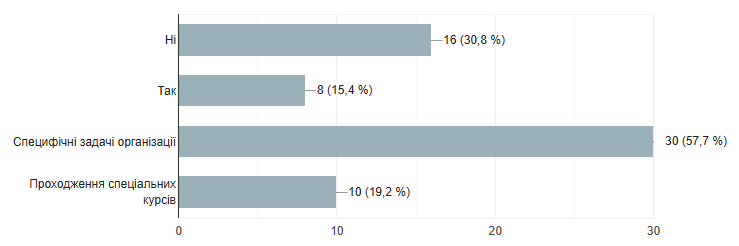 Ні
16 (30,8 %)
Так
8 (15,4 %)
Специфічні задачі організації
30 (57,7 %)
Проходження спеціальних
курсів
10 (19,2 %)
0
10
20
30